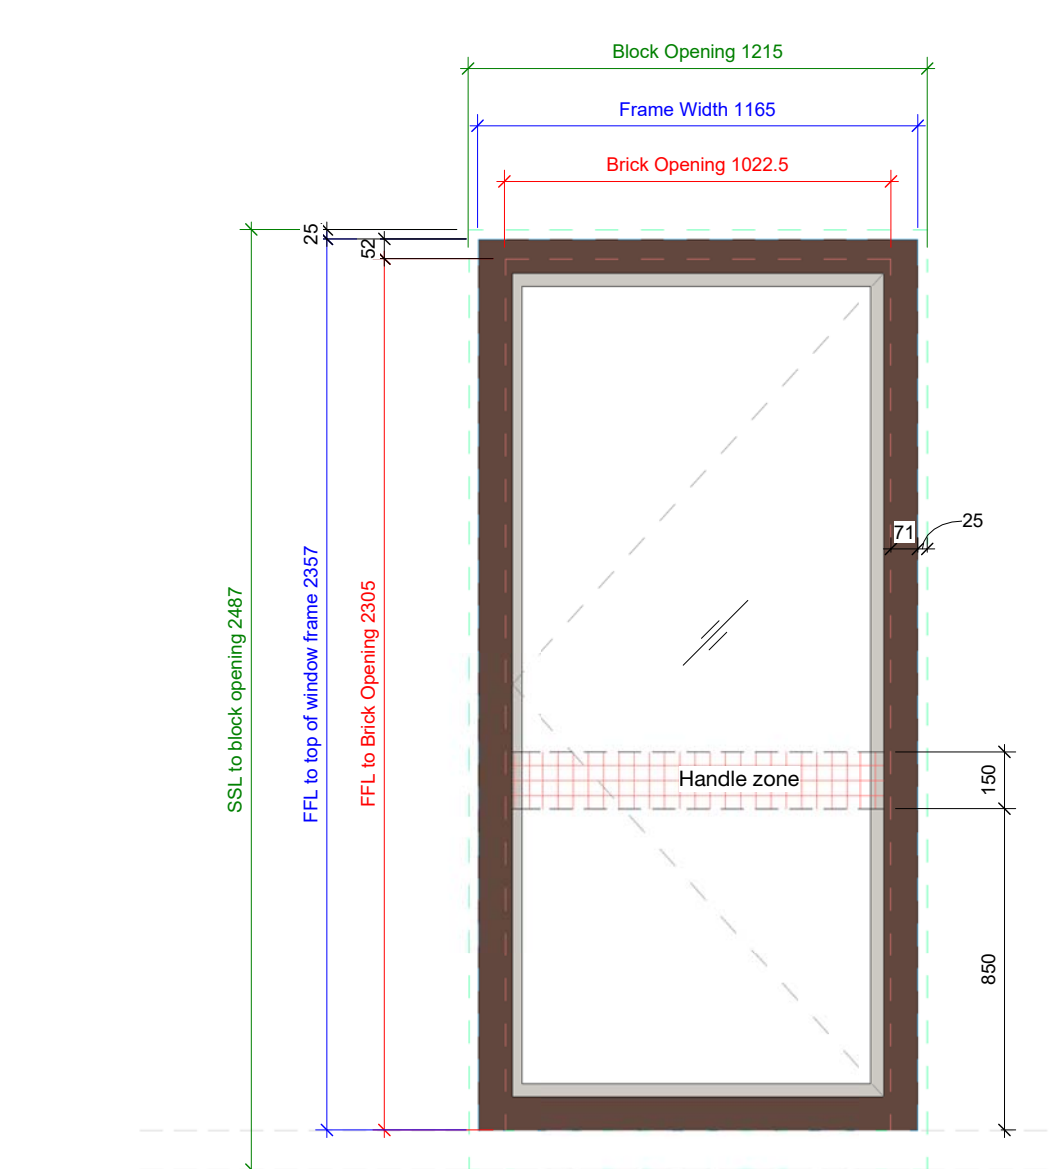 Block Opening 1215
Frame Width 1165
Brick Opening 1022.5
25
52
71
25
SSL to block opening 2487
FFL to top of window frame 2357
FFL to Brick Opening 2305
Handle zone
150
850